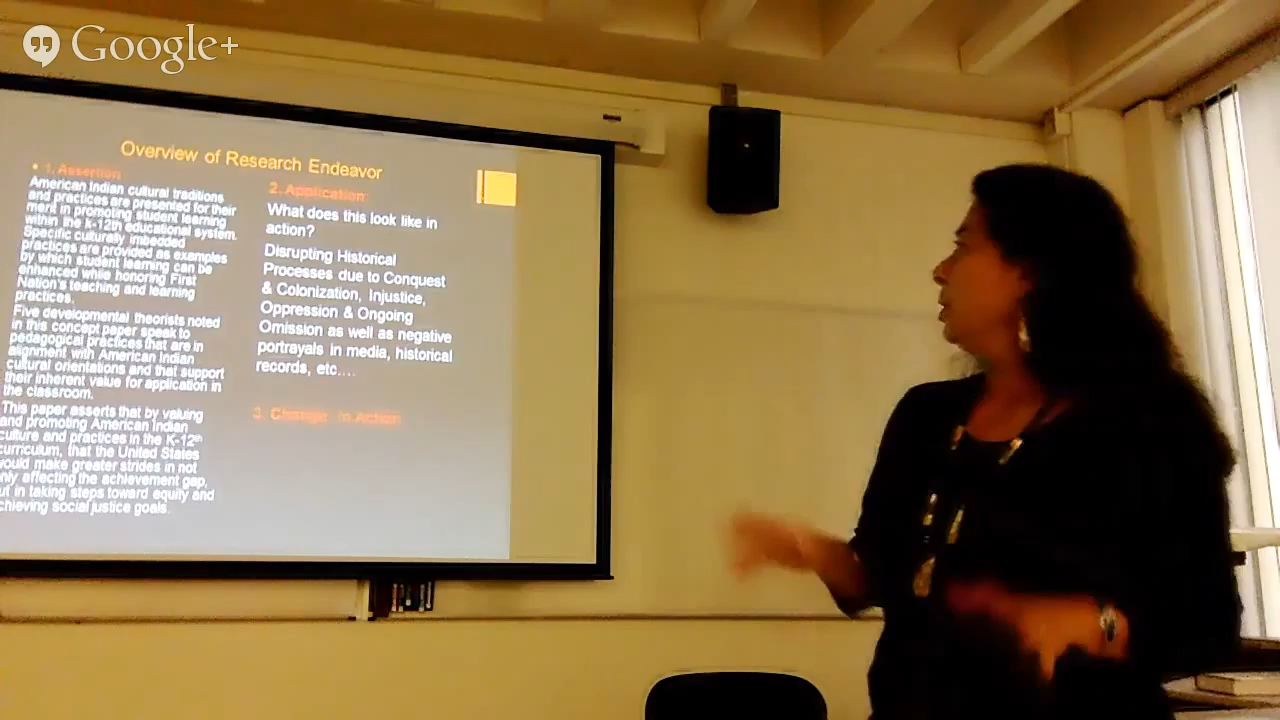 Google+
Overview of Research Endeavor
1. Assertion
American Indian cultural traditions
and practices are presented for their
merit in promoting student learning
within the k-12th educational system.
Specific culturally imbedded
practices are provided as examples
by which student learning can be
enhanced while honoring First
Nation's teaching and learning
practices.
Five developmental theorists noted
in this concept paper speak to
pedagogical practices that are in
alignment with American Indian
cultural orientations and that support
their inherent value for application in
the classroom.
This paper asserts that by valuing
and promoting American Indian
culture and practices in the K-12th
curriculum, that the United States
would make greater strides in not
only affecting the achievement gap,
but in taking steps toward equity and
achieving social justice goals.
2. Application:
What does this look like in
action?
Disrupting Historical
Processes due to Conquest
& Colonization, Injustice,
Oppression & Ongoing
Omission as well as negative
portrayals in media, historical
records, etc....
3. Change in Action